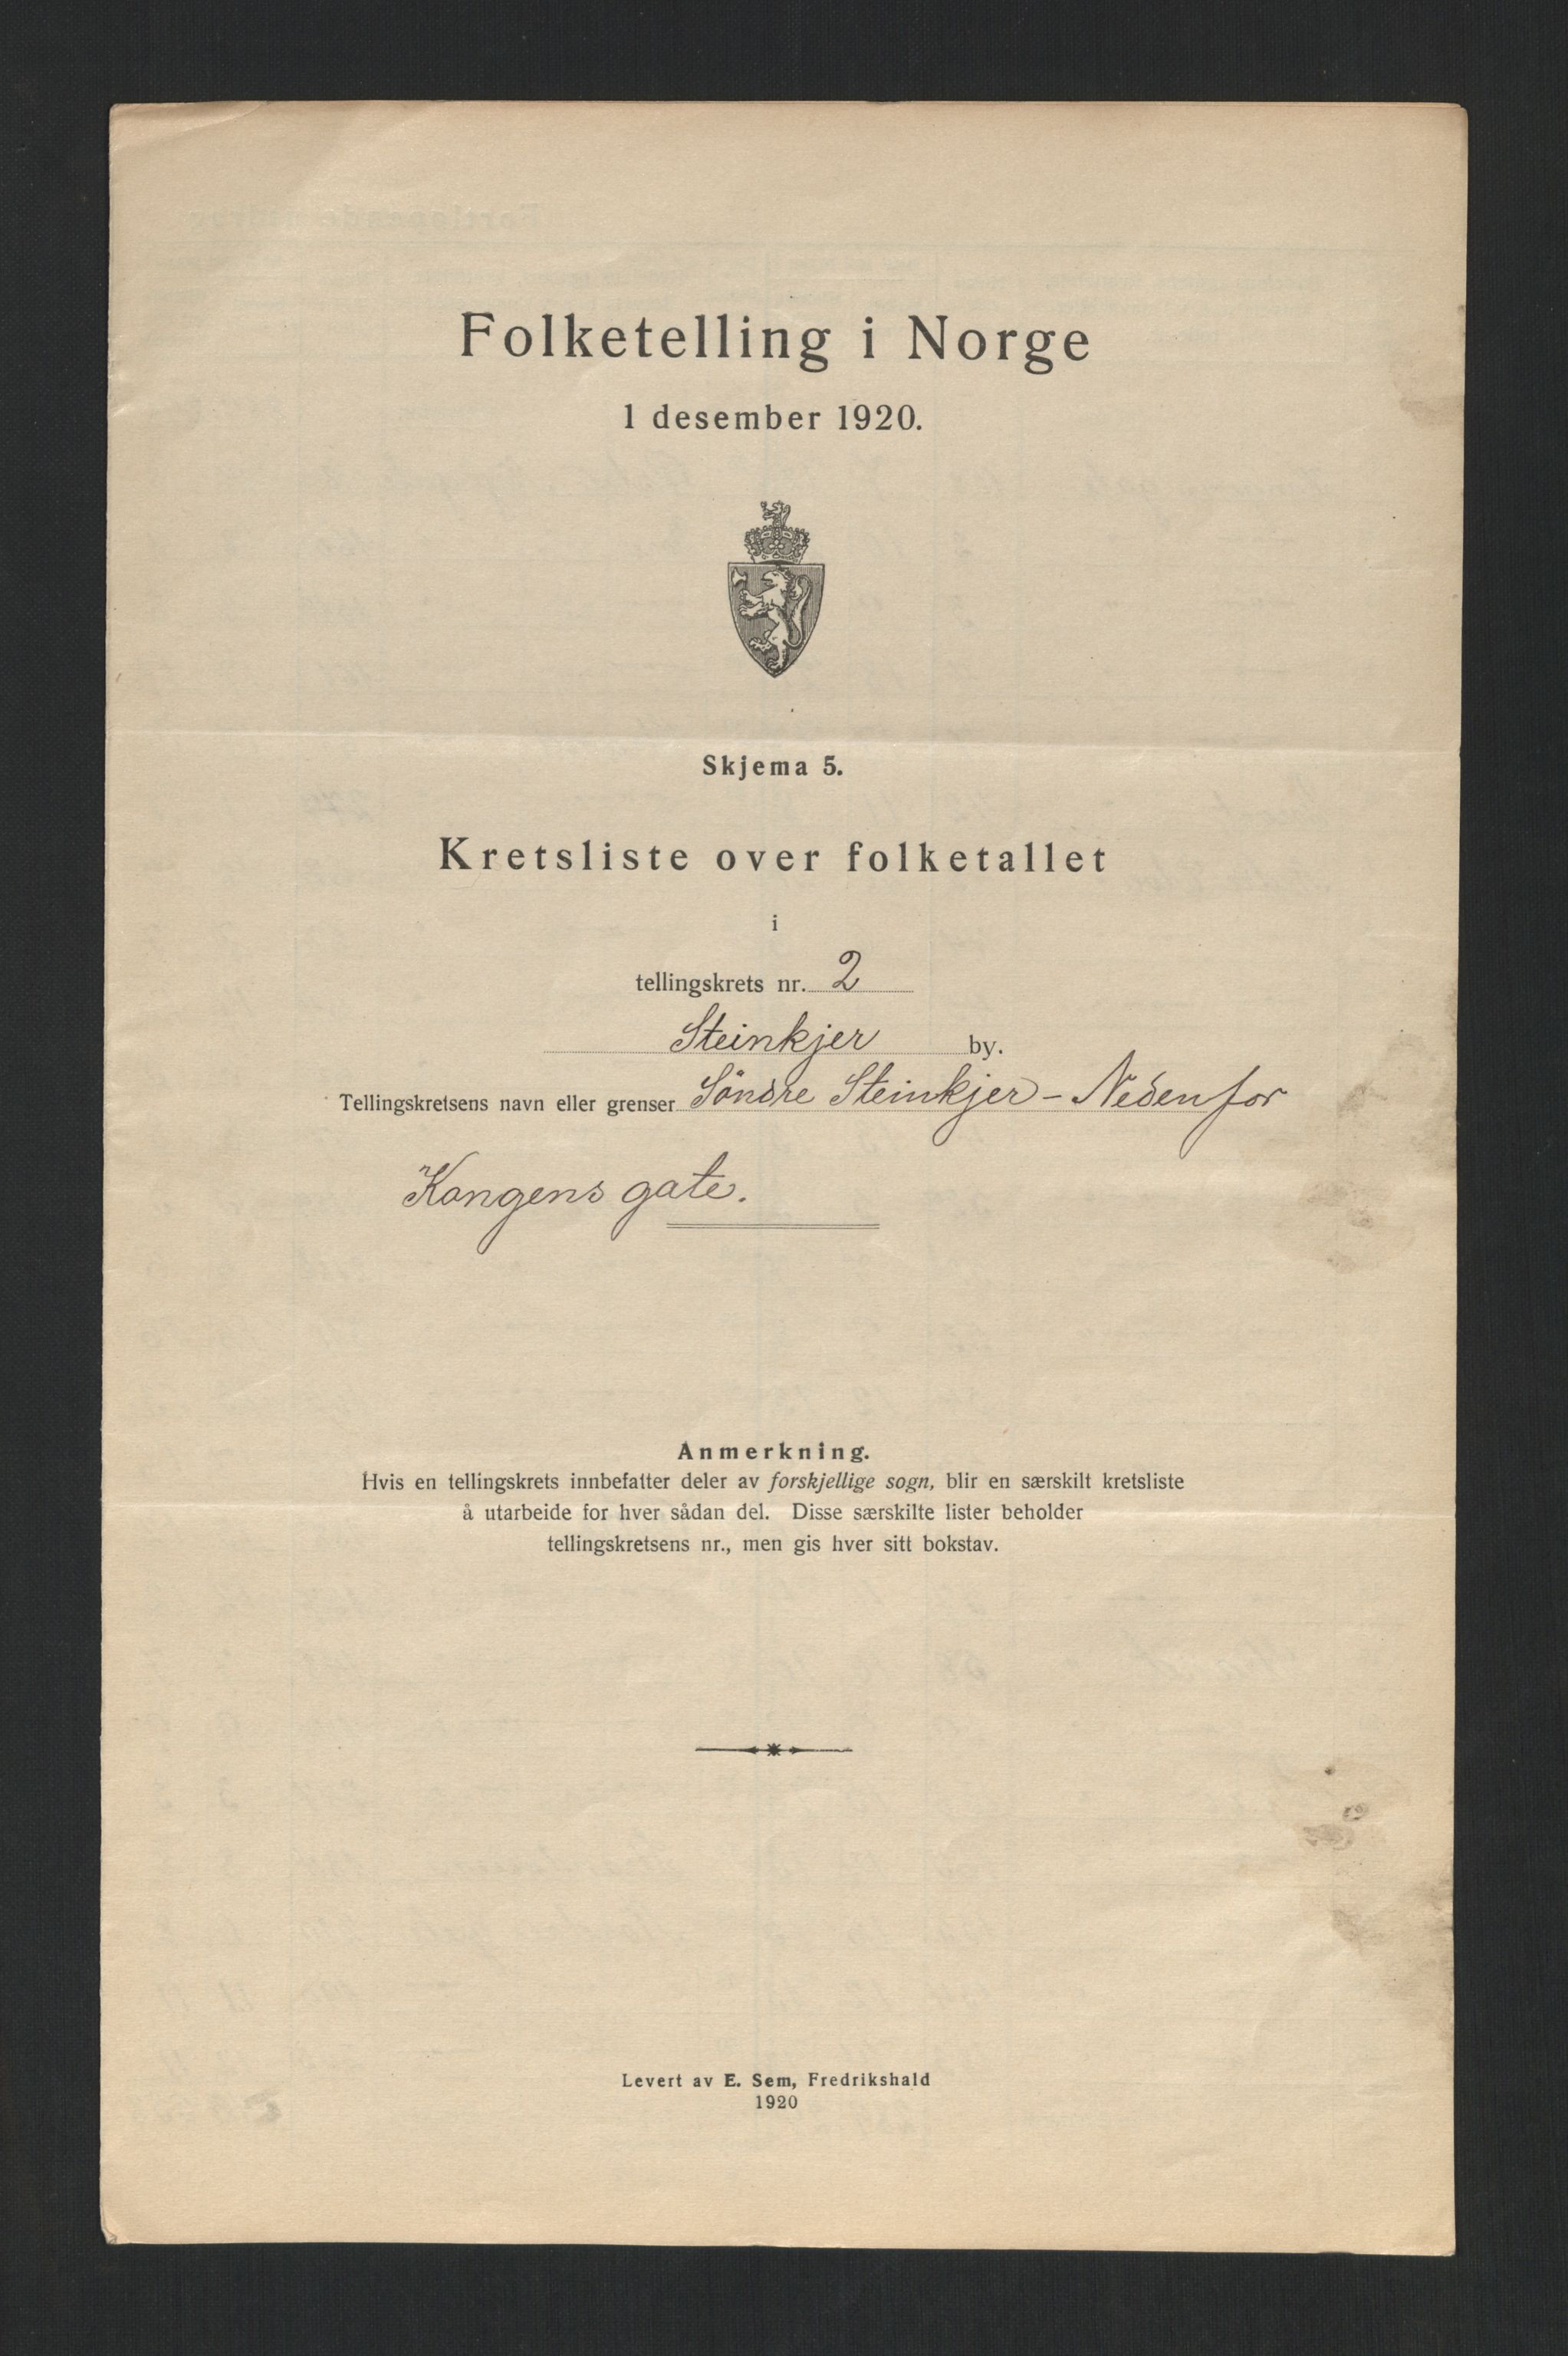 Folketelling i Norge
1 desember 1920.
Skjema 5.
Kretsliste over folketallet
i
tellingskrets nr. 2
Steinkjer by.
Tellingskretsens navn eller grenser Söndre Steinkjer - Nedenfor
Kongens gate.
Anmerkning.
Hvis en tellingskrets innbefatter deler av forskjellige sogn, blir en særskilt kretsliste
å utarbeide for hver sådan del. Disse særskilte lister beholder
tellingskretsens nr., men gis hver sitt bokstav.
Levert av E. Sem, Fredrikshald
1920